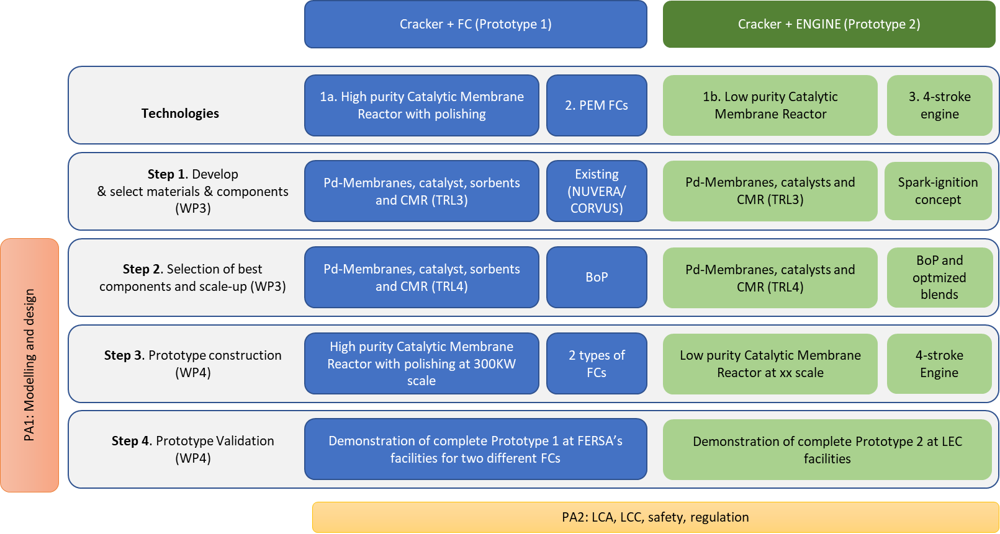 Cracker + FC (Prototype 1)
Cracker + ENGINE (Prototype 2)
Technologies
1a. High purity Catalytic Membrane
Reactor with polishing
2. PEM FCs
1b. Low purity Catalytic
Membrane Reactor
3. 4-stroke
engine
Step 1. Develop
& select materials & components
(WP3)
Pd-Membranes, catalyst, sorbents
and CMR (TRL3)
Existing
(NUVERA/
CORVUS)
Pd-Membranes, catalysts and
CMR (TRL3)
Spark-ignition
concept
Step 2. Selection of best
components and scale-up (WP3)
Pd-Membranes, catalyst, sorbents
and CMR (TRL4)
BoP
Pd-Membranes, catalysts and
CMR (TRL4)
BoP and
optmized
blends
Step 3. Prototype construction
(WP4)
High purity Catalytic Membrane
Reactor with polishing at 300KW
scale
2 types of
FCs
Low purity Catalytic Membrane
Reactor at xx scale
4-stroke
Engine
Step 4. Prototype Validation
(WP4)
Demonstration of complete Prototype 1 at FERSA’s
facilities for two different FCs
Demonstration of complete Prototype 2 at LEC
facilities
PA1: Modelling and design
PA2: LCA, LCC, safety, regulation